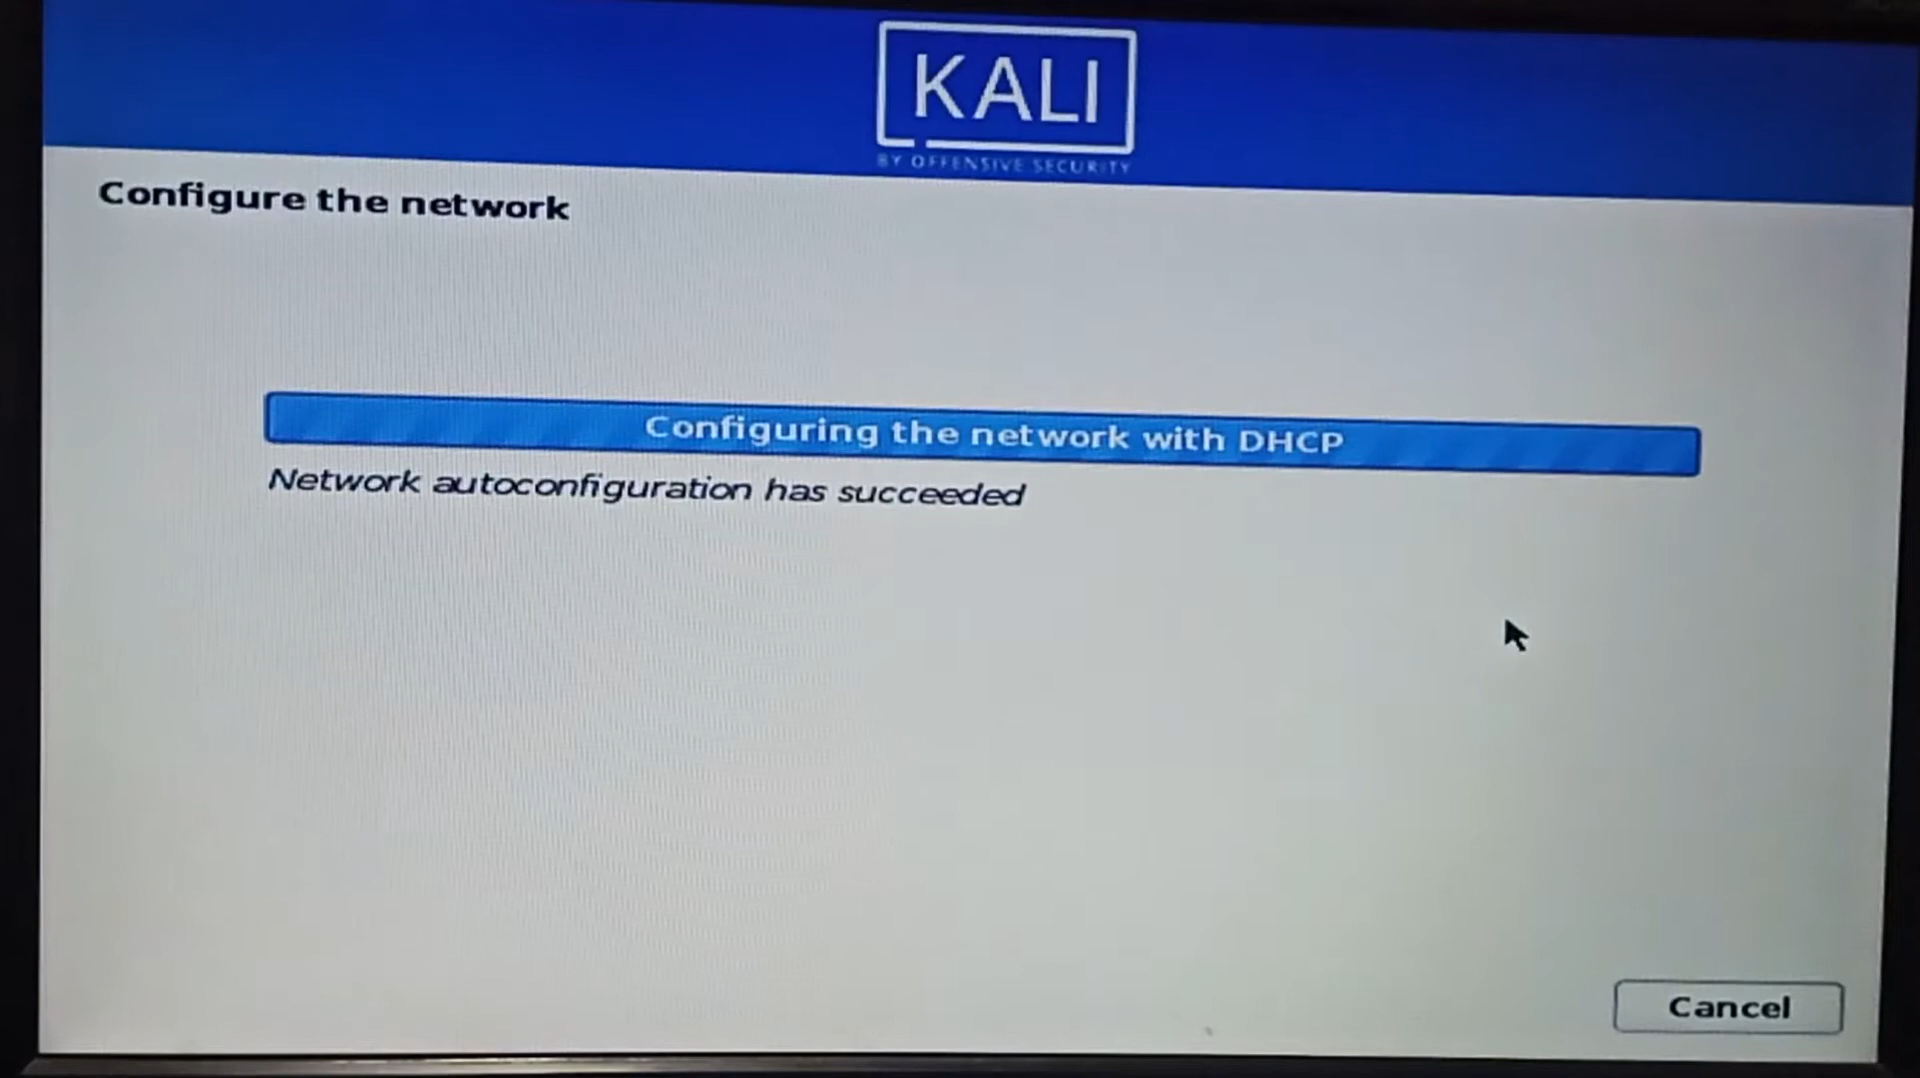 KALI
BY OFFENSIVE SECURITY
Configure the network
Configuring the network with DHCP
Network autoconfiguration has succeeded
Cancel